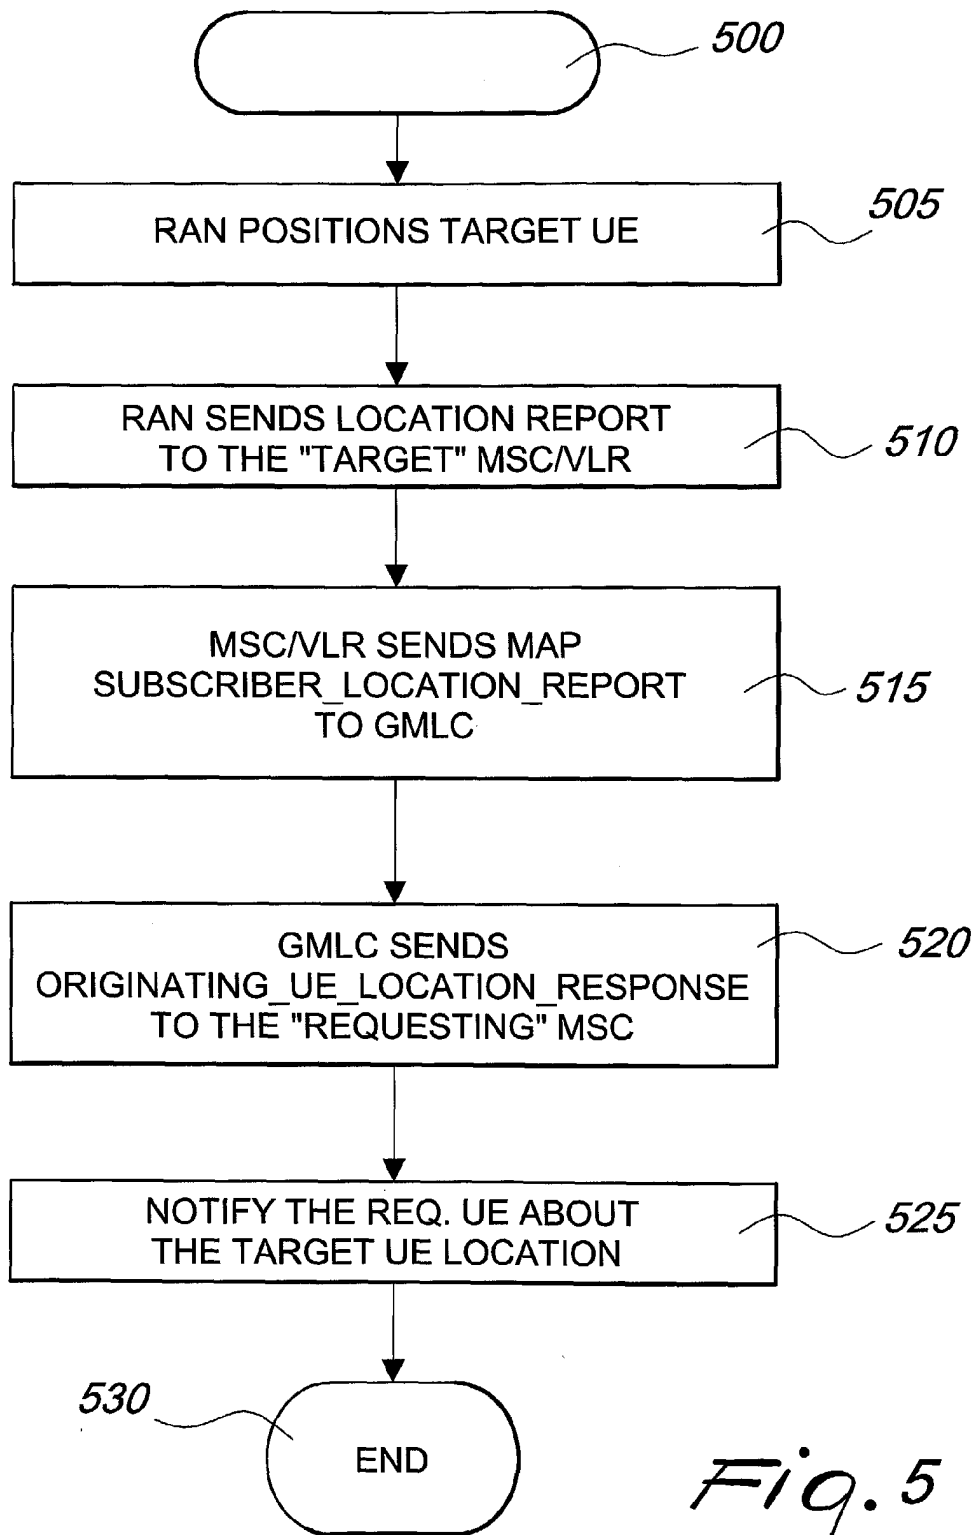 500
RAN POSITIONS TARGET UE
505
RAN SENDS LOCATION REPORT
TO THE "TARGET" MSC/VLR
510
MSC/VLR SENDS MAP
SUBSCRIBER_LOCATION_REPORT
TO GMLC
515
GMLC SENDS
ORIGINATING_UE_LOCATION_RESPONSE
TO THE "REQUESTING" MSC
520
NOTIFY THE REQ. UE ABOUT
THE TARGET UE LOCATION
525
530
END
Fig. 5